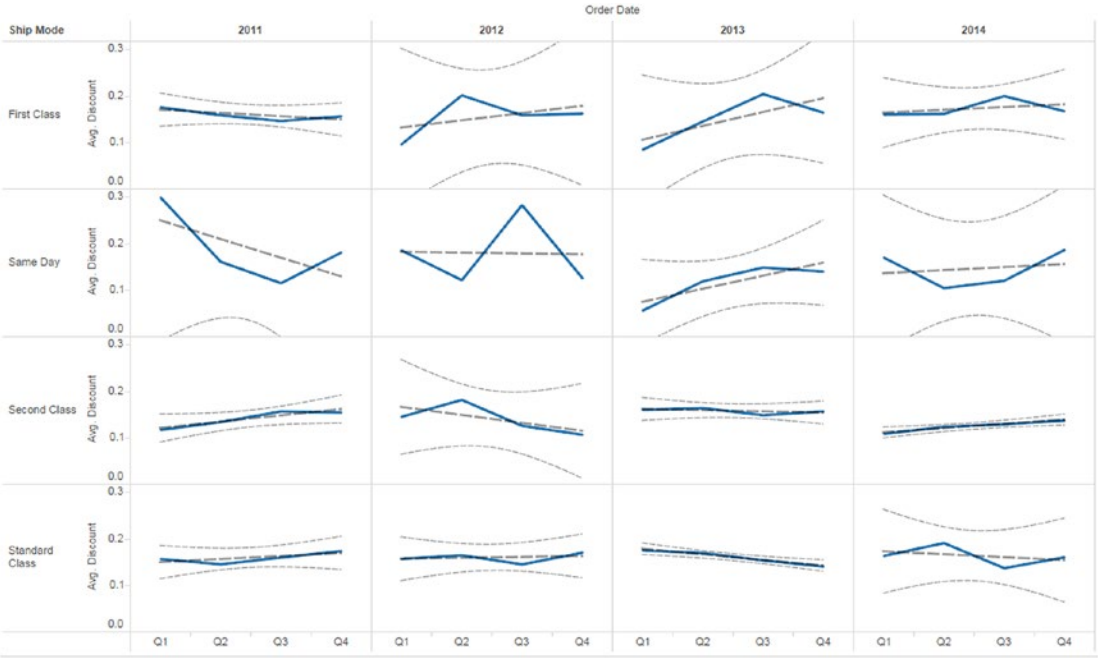 Order Date
Ship Mode 2011 2012 2013 2014
First Class
Avg. Discount
0.3
0.2
0.1
0.0
Same Day
Avg. Discount
0.3
0.2
0.1
0.0
Second Class
Avg. Discount
0.3
0.2
0.1
0.0
Standard
Class
Avg. Discount
0.3
0.2
0.1
0.0
Q1 Q2 Q3 Q4 Q1 Q2 Q3 Q4 Q1 Q2 Q3 Q4 Q1 Q2 Q3 Q4